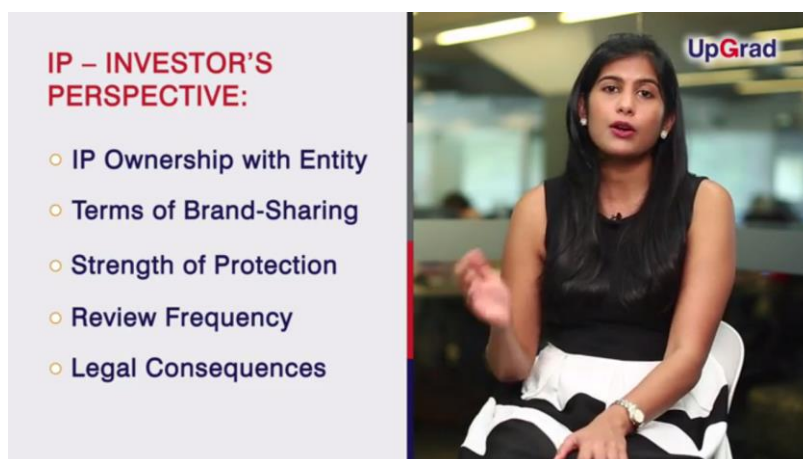 IP – INVESTOR'S
PERSPECTIVE:
IP Ownership with Entity
Terms of Brand-Sharing
Strength of Protection
Review Frequency
Legal Consequences
UpGrad